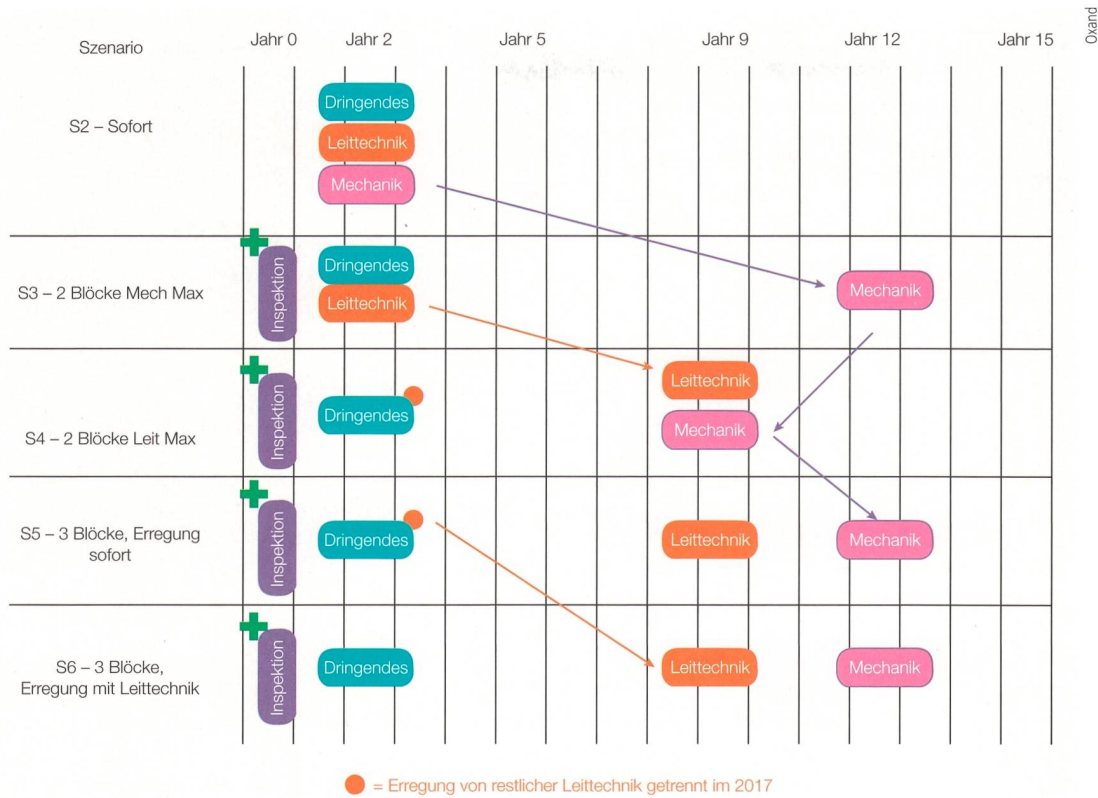 Oxand
Szenario
Jahr 0
Jahr 2
Jahr 5
Jahr 9
Jahr 12
Jahr 15
S2 – Sofort
Dringendes
Leittechnik
Mechanik
S3 – 2 Blöcke Mech Max
Inspektion
Dringendes
Leittechnik
Mechanik
S4 – 2 Blöcke Leit Max
Inspektion
Dringendes
Leittechnik
Mechanik
S5 – 3 Blöcke, Erregung
sofort
Inspektion
Dringendes
Leittechnik
Mechanik
S6 – 3 Blöcke,
Erregung mit Leittechnik
Inspektion
Dringendes
Leittechnik
Mechanik
= Erregung von restlicher Leittechnik getrennt im 2017